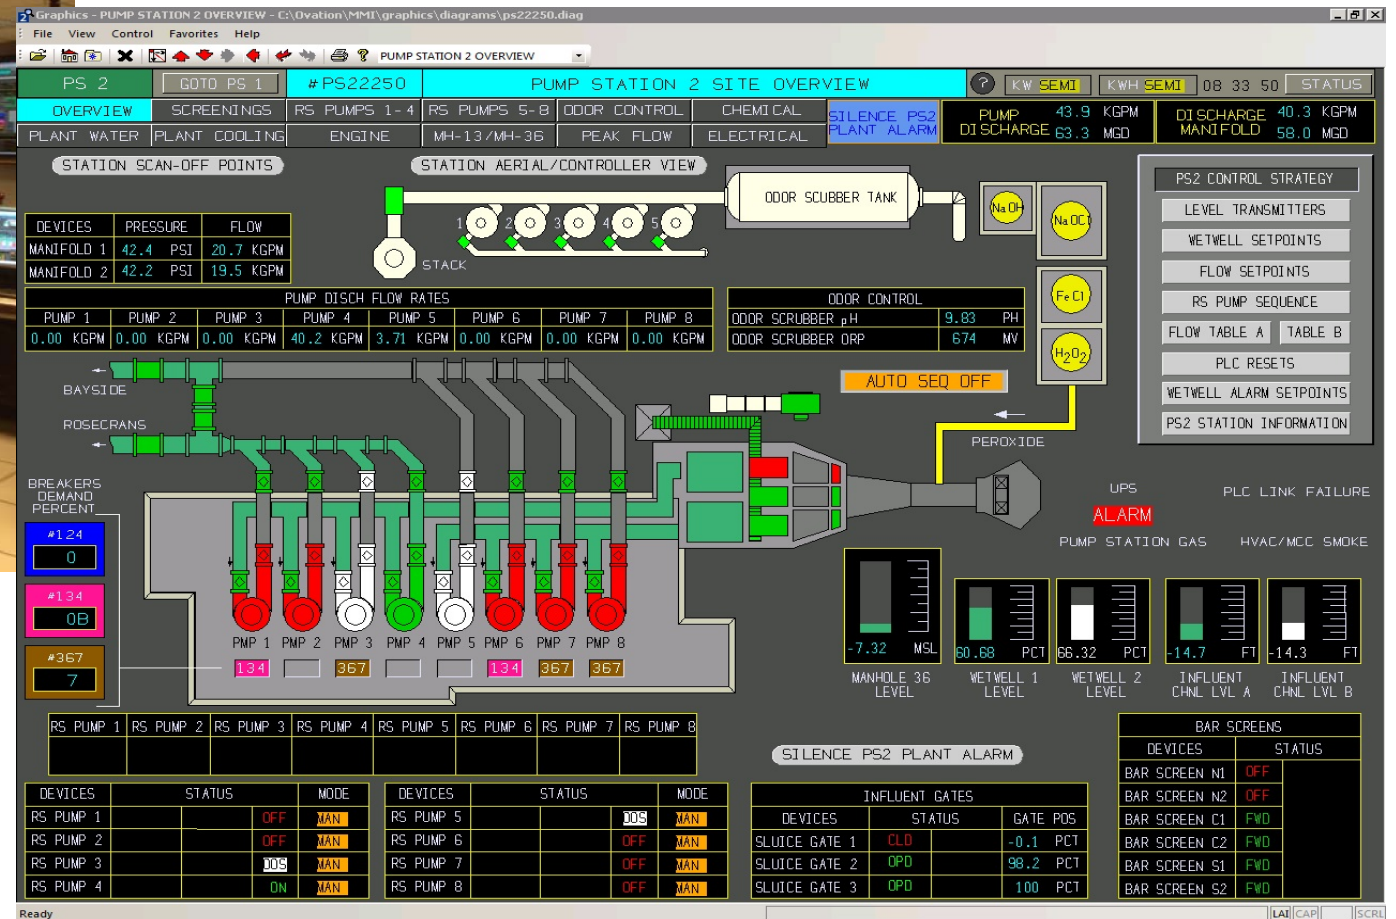 Graphics - PUMP STATION 2 OVERVIEW - C:\Ovation\MMI\graphics\diagrams\ps22250.diag
File View Control Favorites Help
PUMP STATION 2 OVERVIEW
PS 2 GOTO PS 1 #PS22250 PUMP STATION 2 SITE OVERVIEW ? KW SEMI KWH SEMI 08 33 50 STATUS
OVERVIEW SCREENINGS RS PUMPS 1-4 RS PUMPS 5-8 ODOR CONTROL CHEMICAL
PLANT WATER PLANT COOLING ENGINE MH-13/MH-36 PEAK FLOW ELECTRICAL
SILENCE PS2
PLANT ALARM
PUMP DISCHARGE 43.9 KGPM
63.3 MGD
DISCHARGE MANIFOLD 40.3 KGPM
58.0 MGD
STATION SCAN-OFF POINTS
STATION AERIAL/CONTROLLER VIEW
DEVICES PRESSURE FLOW
MANIFOLD 1 42.4 PSI 20.7 KGPM
MANIFOLD 2 42.2 PSI 19.5 KGPM
1 2 3 4 5
STACK
ODOR SCUBBER TANK
NaOH
NaOCl
FeCl
H2O2
PS2 CONTROL STRATEGY
LEVEL TRANSMITTERS
WETWELL SETPOINTS
FLOW SETPOINTS
RS PUMP SEQUENCE
FLOW TABLE A TABLE B
PLC RESETS
WETWELL ALARM SETPOINTS
PS2 STATION INFORMATION
PUMP DISCH FLOW RATES
PUMP 1 PUMP 2 PUMP 3 PUMP 4 PUMP 5 PUMP 6 PUMP 7 PUMP 8
0.00 KGPM 0.00 KGPM 0.00 KGPM 40.2 KGPM 3.71 KGPM 0.00 KGPM 0.00 KGPM 0.00 KGPM
ODOR CONTROL
ODOR SCRUBBER pH 9.83 PH
ODOR SCRUBBER ORP 674 MV
AUTO SEQ OFF
BAYSIDE
ROSECRANS
PEROXIDE
BREAKERS
DEMAND
PERCENT
#124
0
#134
0B
#367
7
UPS PLC LINK FAILURE
ALARM
PUMP STATION GAS HVAC/MCC SMOKE
PMP 1 PMP 2 PMP 3 PMP 4 PMP 5 PMP 6 PMP 7 PMP 8
134 367 134 367 367
-7.32 MSL
MANHOLE 36
LEVEL
60.68 PCT
WETWELL 1
LEVEL
66.32 PCT
WETWELL 2
LEVEL
-14.7 FT
INFLUENT
CHNL LVL A
-14.3 FT
INFLUENT
CHNL LVL B
RS PUMP 1 RS PUMP 2 RS PUMP 3 RS PUMP 4 RS PUMP 5 RS PUMP 6 RS PUMP 7 RS PUMP 8
SILENCE PS2 PLANT ALARM
DEVICES STATUS MODE
RS PUMP 1 OFF MAN
RS PUMP 2 OFF MAN
RS PUMP 3 OOS MAN
RS PUMP 4 ON MAN
DEVICES STATUS MODE
RS PUMP 5 OOS MAN
RS PUMP 6 OFF MAN
RS PUMP 7 OFF MAN
RS PUMP 8 OFF MAN
INFLUENT GATES
DEVICES STATUS GATE POS
SLUICE GATE 1 CLD -0.1 PCT
SLUICE GATE 2 OPD 98.2 PCT
SLUICE GATE 3 OPD 100 PCT
BAR SCREENS
DEVICES STATUS
BAR SCREEN N1 OFF
BAR SCREEN N2 OFF
BAR SCREEN C1 FWD
BAR SCREEN C2 FWD
BAR SCREEN S1 FWD
BAR SCREEN S2 FWD
Ready LAI CAP SCRL